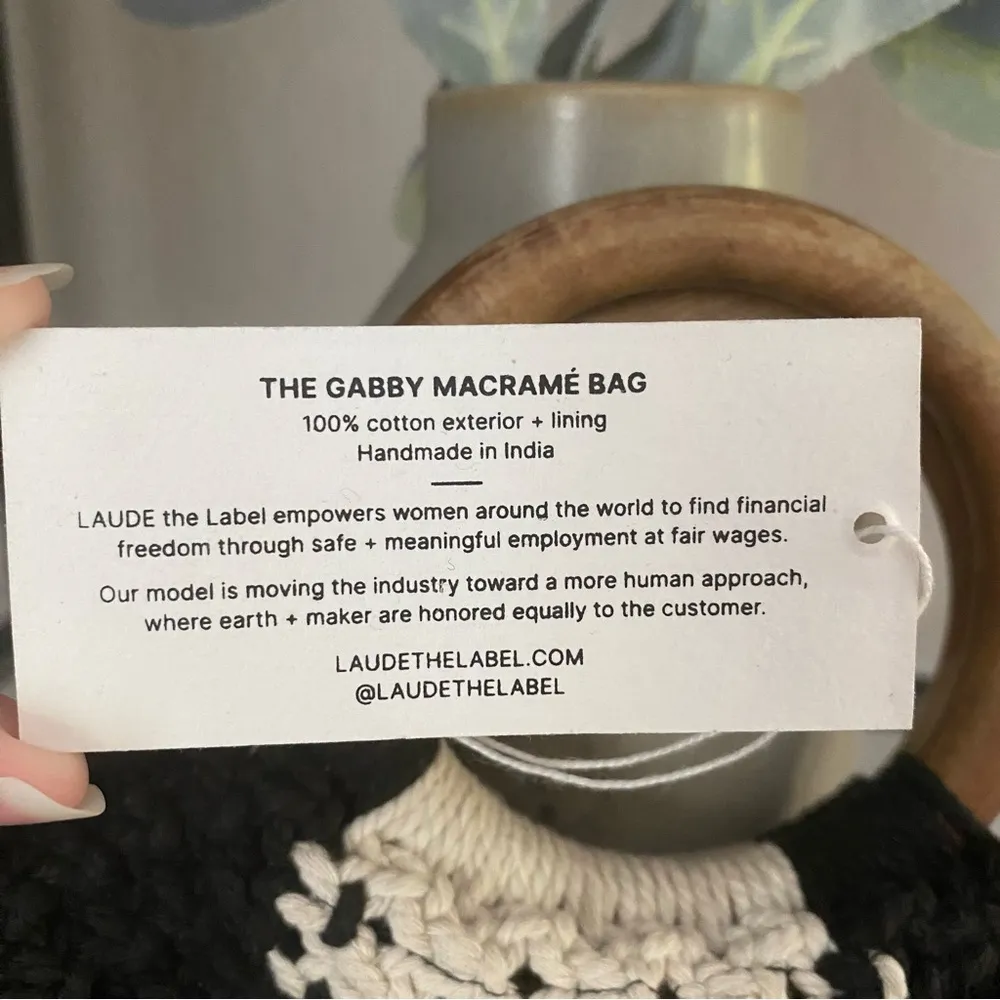 THE GABBY MACRAMÉ BAG
100% cotton exterior + lining
Handmade in India
LAUDE the Label empowers women around the world to find financial
freedom through safe + meaningful employment at fair wages.
Our model is moving the industry toward a more human approach,
where earth + maker are honored equally to the customer.
LAUDETHELABEL.COM
@LAUDETHELABEL